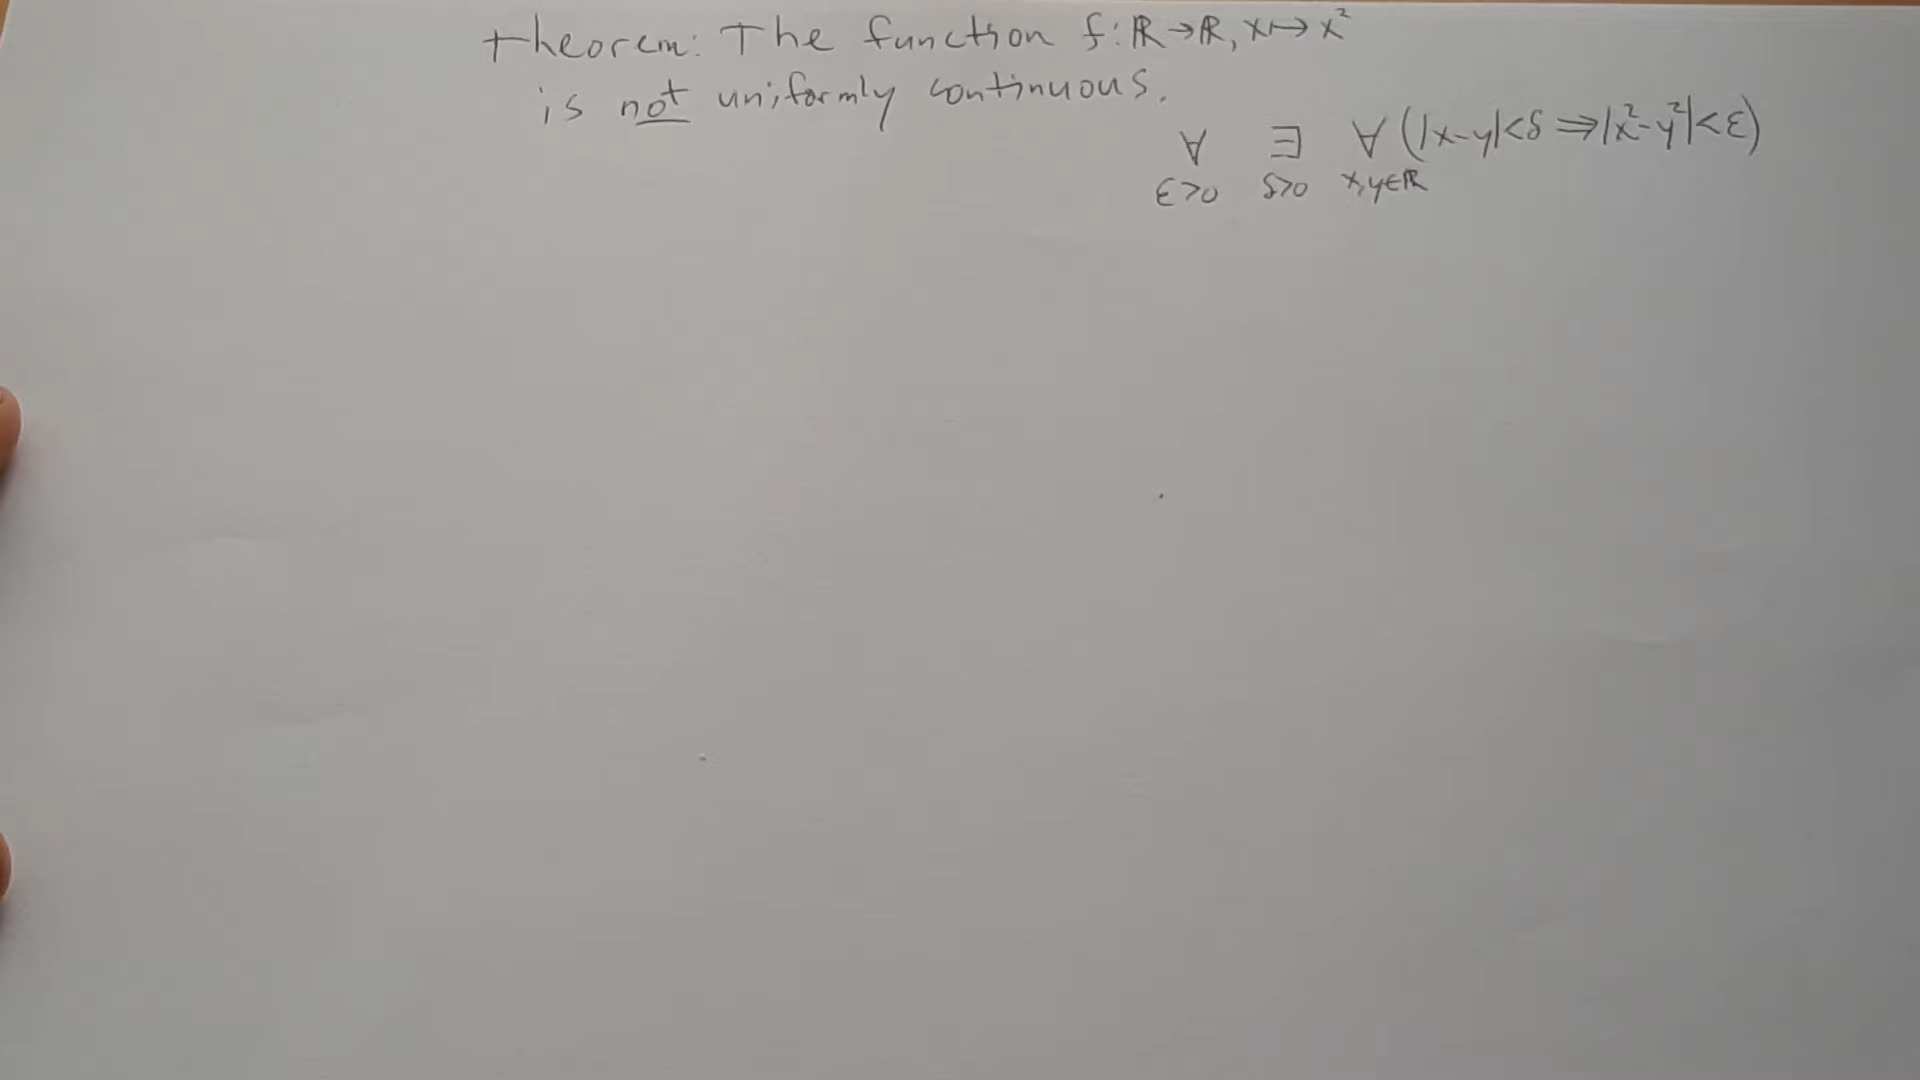 Theorem: The function f: ℝ→ℝ, x↦x²
is not uniformly continuous.
∀ ∃ ∀ (|x-y|<δ ⇒ |x²-y²|<ε)
ε>0 δ>0 x,y∈ℝ